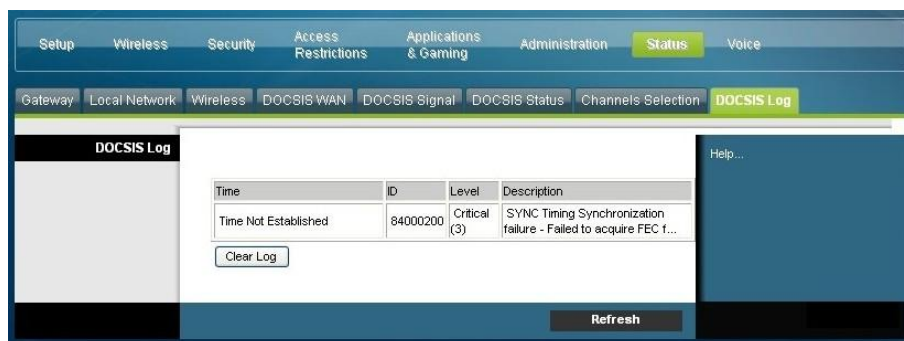 Setup Wireless Security Access Restrictions Applications & Gaming Administration Status Voice
Gateway Local Network Wireless DOCSIS WAN DOCSIS Signal DOCSIS Status Channels Selection DOCSIS Log
DOCSIS Log
Help...
Time ID Level Description
Time Not Established 84000200 Critical (3) SYNC Timing Synchronization failure - Failed to acquire FEC f...
Clear Log
Refresh